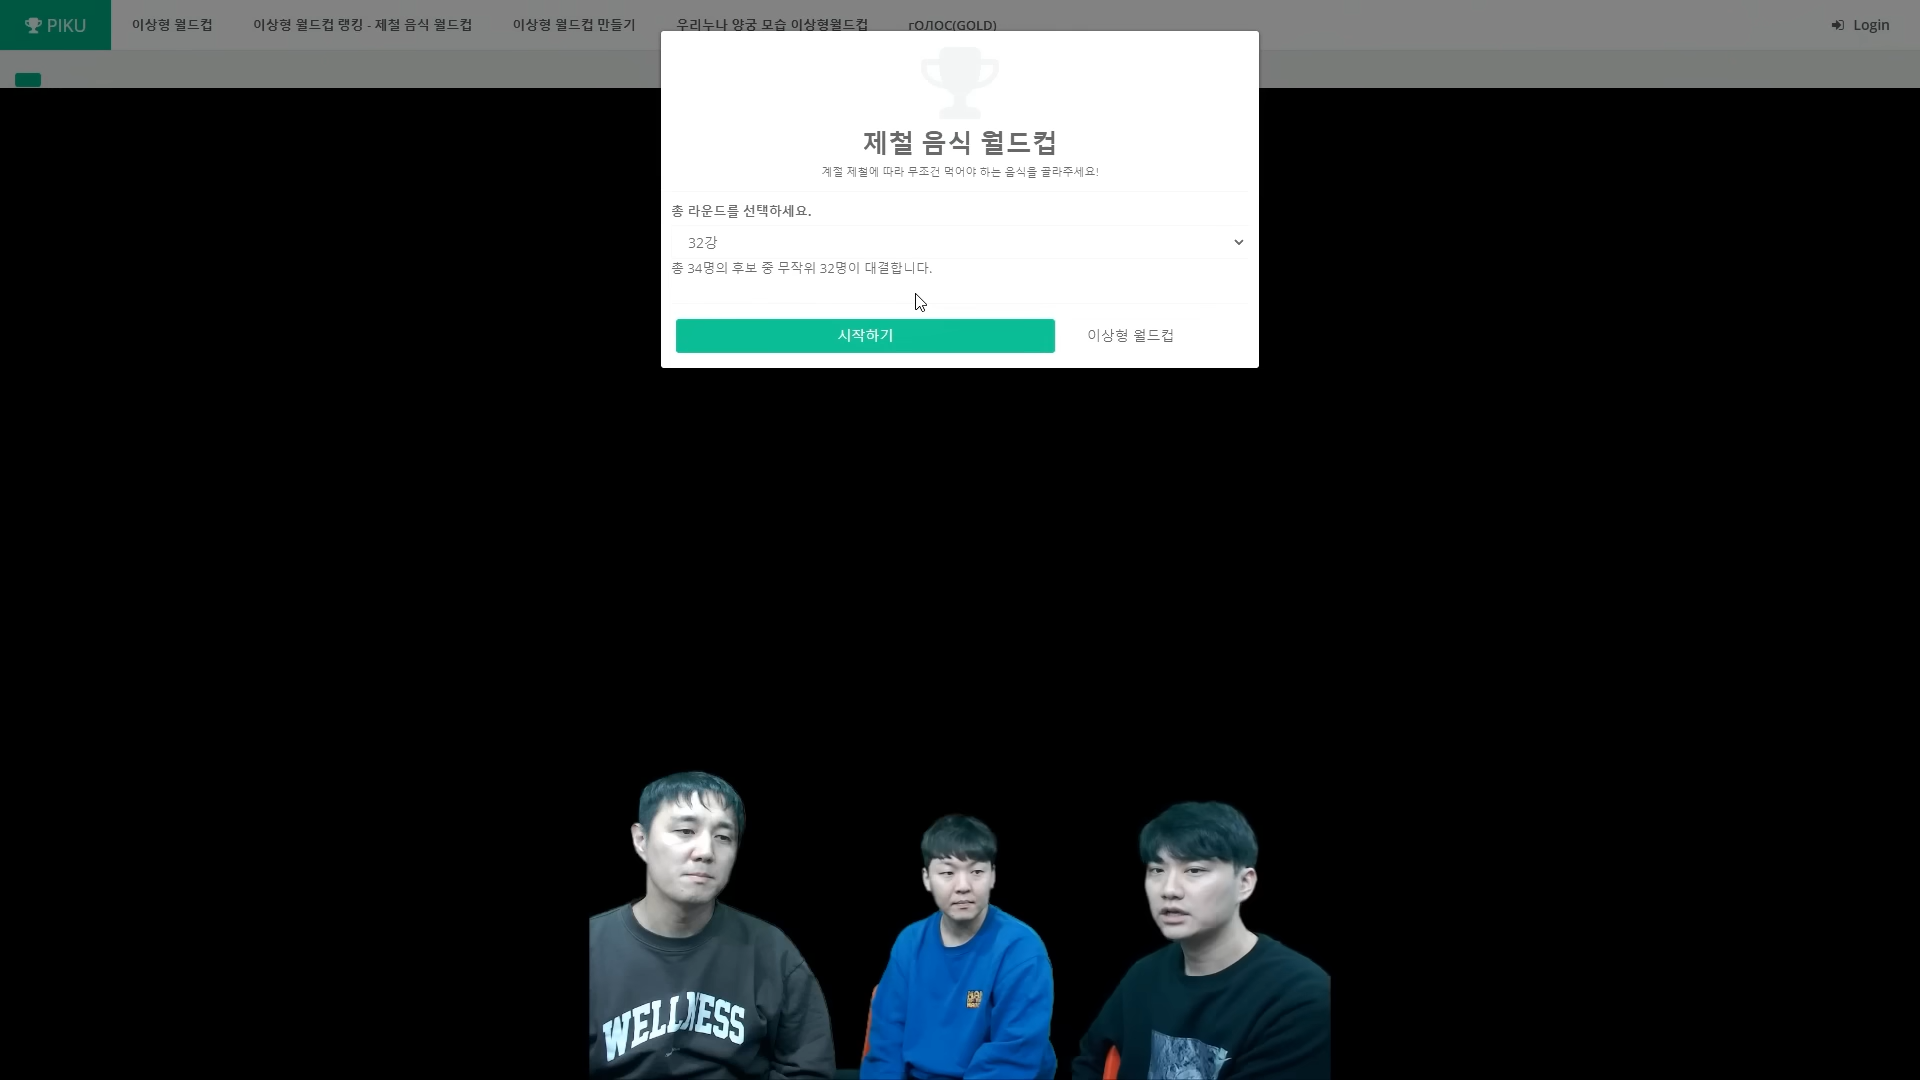 PIKU
이상형 월드컵
이상형 월드컵 랭킹 - 제철 음식 월드컵
이상형 월드컵 만들기
우리누나 양궁 모습 이상형월드컵
гОЛОС(GOLD)
Login
제철 음식 월드컵
계절 제철에 따라 무조건 먹어야 하는 음식을 골라주세요!
총 라운드를 선택하세요.
32강
총 34명의 후보 중 무작위 32명이 대결합니다.
시작하기
이상형 월드컵
WELLNESS